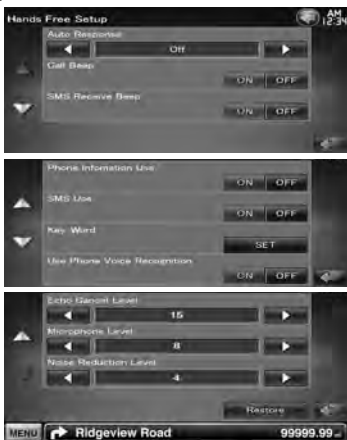 Hands Free Setup
AM
12:34
Auto Response
Off
Call Beep
ON OFF
SMS Receive Beep
ON OFF
Phone Infomation Use
ON OFF
SMS Use
ON OFF
Key Word
SET
Use Phone Voice Recognition
ON OFF
Echo Cancel Level
15
Microphone Level
8
Noise Reduction Level
4
Restore
MENU Ridgeview Road 99999.99